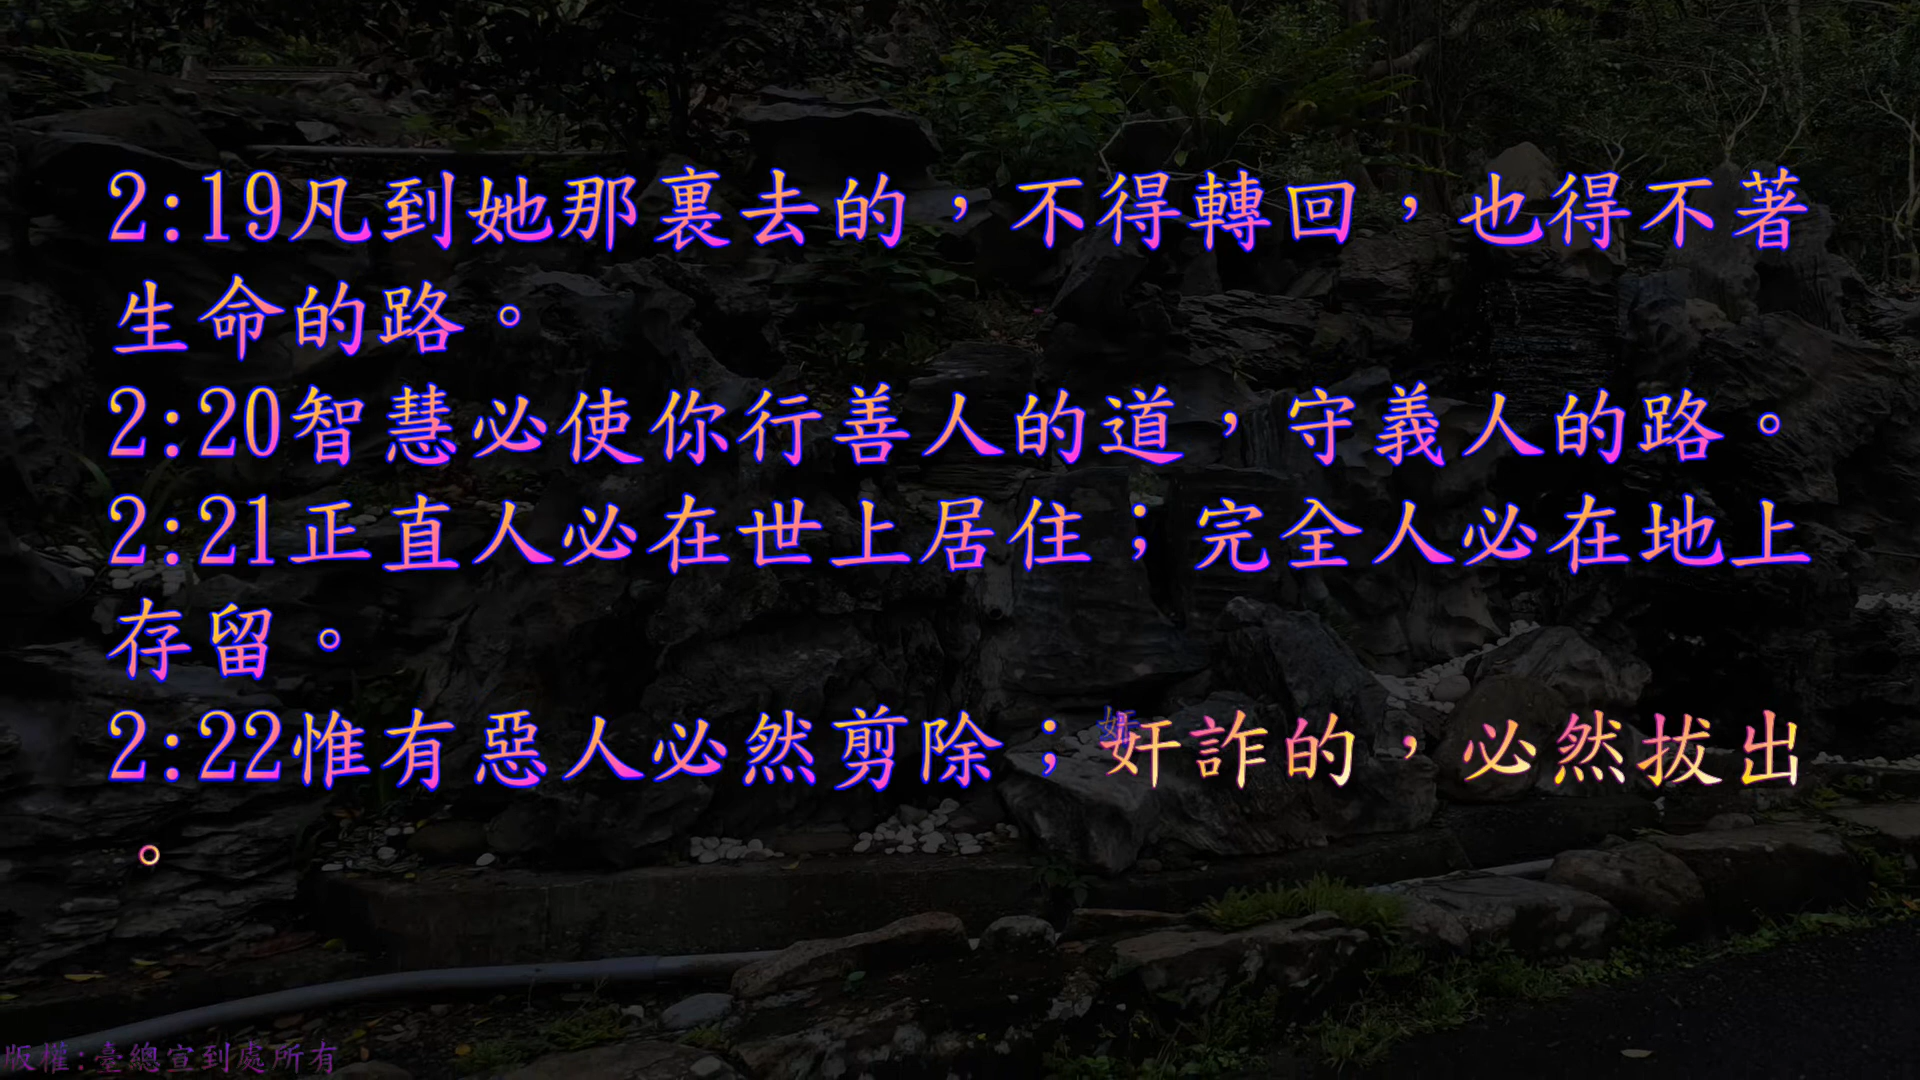 2:19凡到她那裏去的，不得轉回，也得不著
生命的路。
2:20智慧必使你行善人的道，守義人的路。
2:21正直人必在世上居住；完全人必在地上
存留。
2:22惟有惡人必然剪除；奸詐的，必然拔出
。
版權:臺總宣到處所有